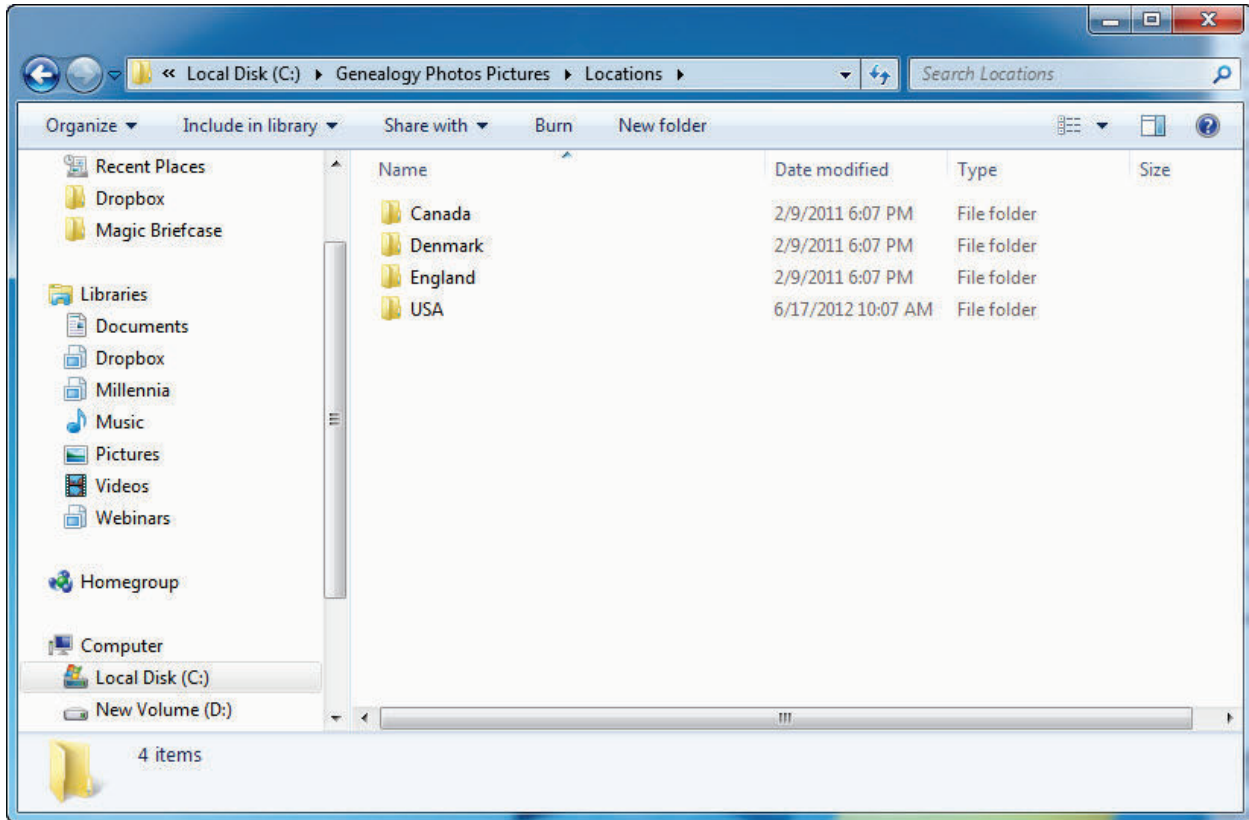 « Local Disk (C:) ▸ Genealogy Photos Pictures ▸ Locations ▸ Search Locations
Organize Include in library Share with Burn New folder
Recent Places
Dropbox
Magic Briefcase
Libraries
Documents
Dropbox
Millennia
Music
Pictures
Videos
Webinars
Homegroup
Computer
Local Disk (C:)
New Volume (D:)
Name Date modified Type Size
Canada 2/9/2011 6:07 PM File folder
Denmark 2/9/2011 6:07 PM File folder
England 2/9/2011 6:07 PM File folder
USA 6/17/2012 10:07 AM File folder
4 items